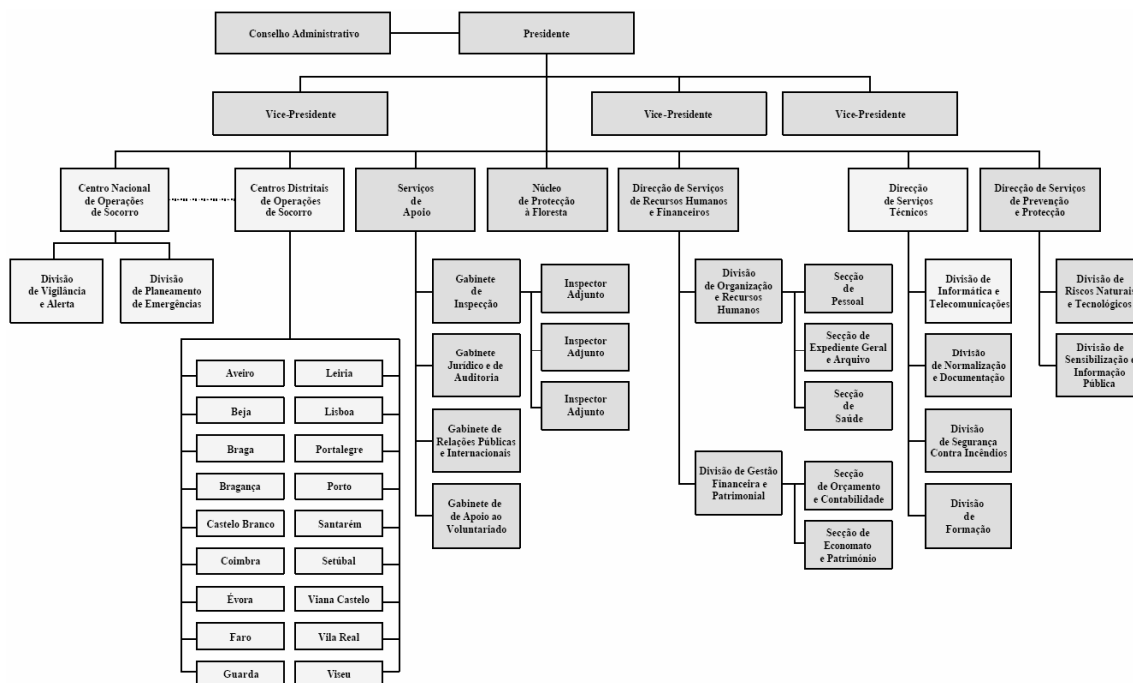 Conselho Administrativo
Presidente
Vice-Presidente
Vice-Presidente
Vice-Presidente
Centro Nacional
de Operações
de Socorro
Centros Distritais
de Operações
de Socorro
Serviços
de
Apoio
Núcleo
de Protecção
à Floresta
Direcção de Serviços
de Recursos Humanos
e Financeiros
Direcção
de Serviços
Técnicos
Direcção de Serviços
de Prevenção
e Protecção
Divisão
de Vigilância
e Alerta
Divisão
de Planeamento
de Emergências
Aveiro
Beja
Braga
Bragança
Castelo Branco
Coimbra
Évora
Faro
Guarda
Leiria
Lisboa
Portalegre
Porto
Santarém
Setúbal
Viana Castelo
Vila Real
Viseu
Gabinete
de
Inspecção
Inspector
Adjunto
Inspector
Adjunto
Inspector
Adjunto
Gabinete
Jurídico e de
Auditoria
Gabinete de
Relações Públicas
e Internacionais
Gabinete de
de Apoio ao
Voluntariado
Divisão
de Organização
e Recursos
Humanos
Secção
de
Pessoal
Secção de
Expediente Geral
e Arquivo
Secção
de
Saúde
Divisão de Gestão
Financeira e
Patrimonial
Secção
de Orçamento
e Contabilidade
Secção de
Economato
e Património
Divisão de
Informática e
Telecomunicações
Divisão
de Normalização
e Documentação
Divisão
de Segurança
Contra Incêndios
Divisão
de
Formação
Divisão de
Riscos Naturais
e Tecnológicos
Divisão de
Sensibilização e
Informação
Pública